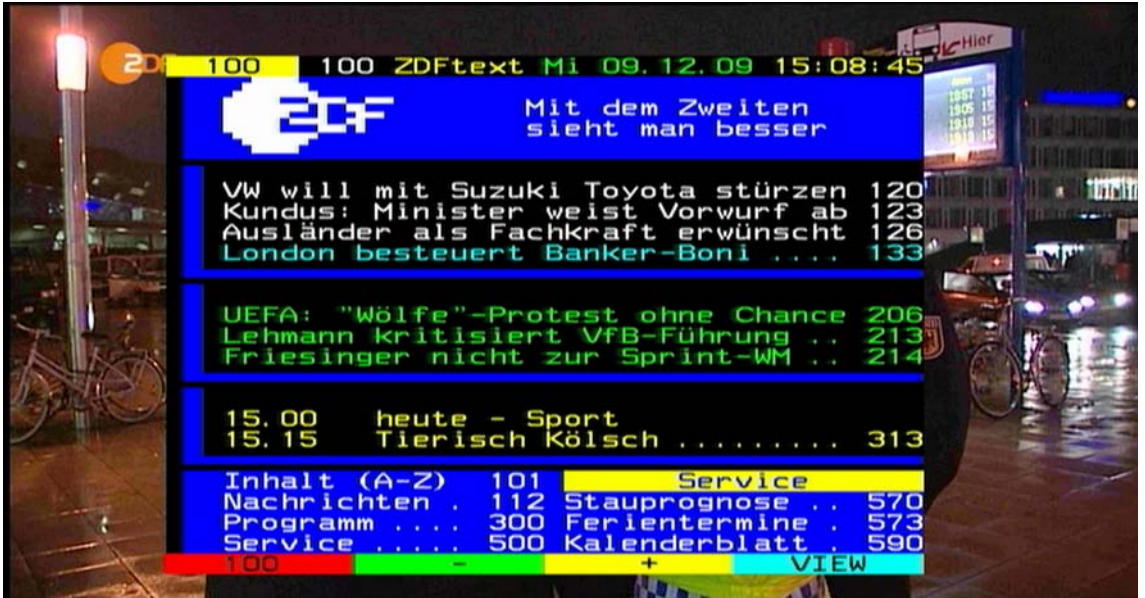 Hier
ZDF
100 100 ZDFtext Mi 09.12.09 15:08:45
ZDF
Mit dem Zweiten
sieht man besser
VW will mit Suzuki Toyota stürzen 120
Kundus: Minister weist Vorwurf ab 123
Ausländer als Fachkraft erwünscht 126
London besteuert Banker-Boni .... 133
UEFA: "Wölfe"-Protest ohne Chance 206
Lehmann kritisiert VfB-Führung .. 213
Friesinger nicht zur Sprint-WM .. 214
15.00 heute - Sport
15.15 Tierisch Kölsch ......... 313
Inhalt (A-Z) 101 Service
Nachrichten . 112 Stauprognose .. 570
Programm .... 300 Ferientermine . 573
Service ..... 500 Kalenderblatt . 590
100 - + VIEW